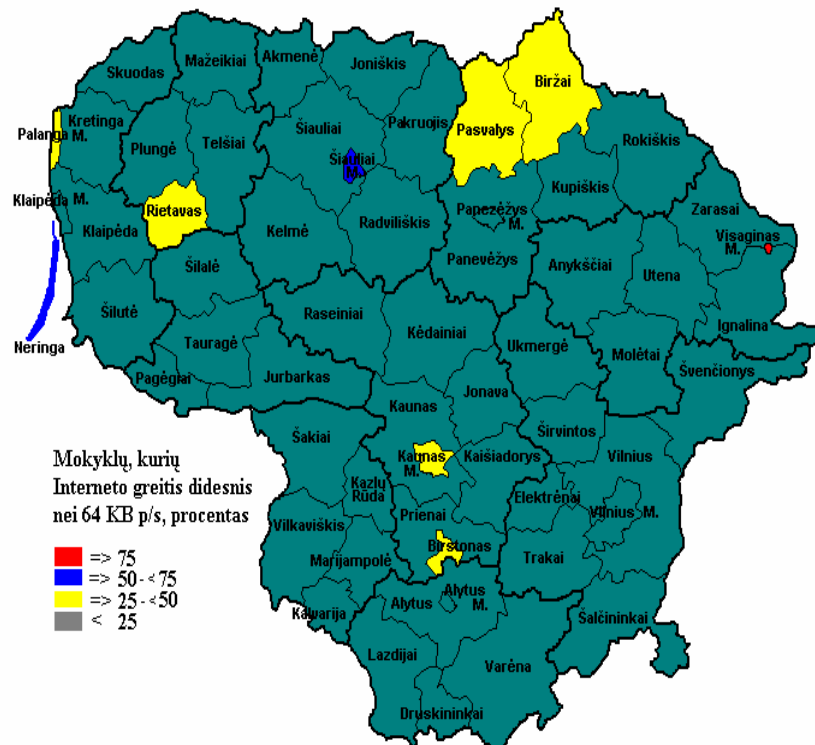 Skuodas
Mažeikiai
Akmenė
Joniškis
Biržai
Palanga M.
Kretinga
Plungė
Telšiai
Šiauliai
Šiauliai M.
Pakruojis
Pasvalys
Rokiškis
Kupiškis
Klaipėda M.
Klaipėda
Rietavas
Kelmė
Radviliškis
Panezėžys M.
Panevėžys
Zarasai
Visaginas M.
Anykščiai
Utena
Ignalina
Neringa
Šilutė
Šilalė
Raseiniai
Kėdainiai
Ukmergė
Molėtai
Švenčionys
Tauragė
Pagėgiai
Jurbarkas
Kaunas
Jonava
Širvintos
Šakiai
Kaunas M.
Kaišiadorys
Vilnius
Kazlų Rūda
Elektrėnai
Vilnius M.
Prienai
Vilkaviškis
Birštonas
Trakai
Marijampolė
Kalvarija
Alytus
Alytus M.
Šalčininkai
Lazdijai
Varėna
Druskininkai
Mokyklų, kurių
Interneto greitis didesnis
nei 64 KB p/s, procentas
=> 75
=> 50-<75
=> 25-<50
< 25